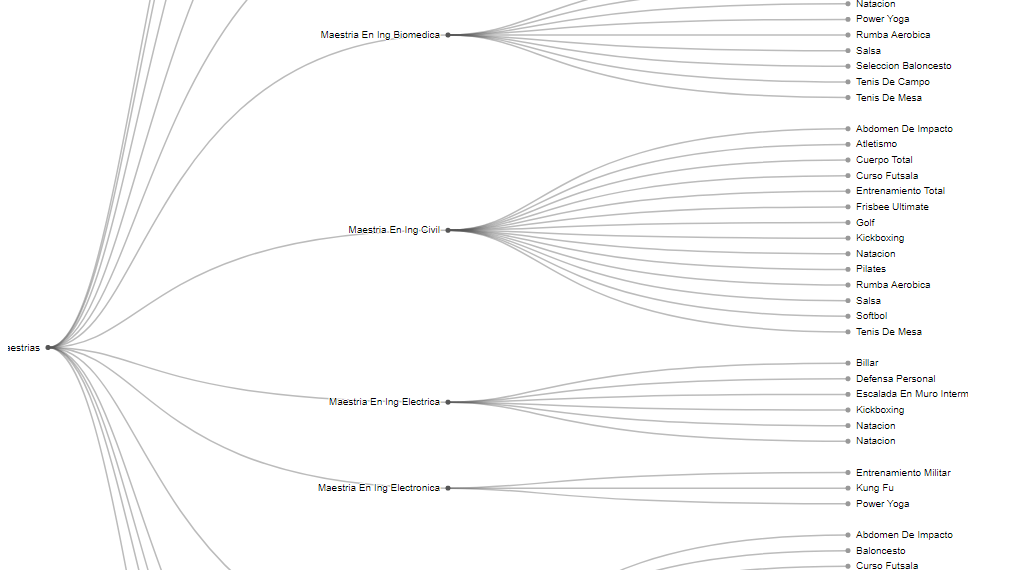 Natacion
Power Yoga
Maestria En Ing Biomedica
Rumba Aerobica
Salsa
Seleccion Baloncesto
Tenis De Campo
Tenis De Mesa
Abdomen De Impacto
Atletismo
Cuerpo Total
Curso Futsala
Entrenamiento Total
Frisbee Ultimate
Golf
Maestria En Ing Civil
Kickboxing
Natacion
Pilates
Rumba Aerobica
Salsa
Softbol
Tenis De Mesa
aestrias
Billar
Defensa Personal
Escalada En Muro Interm
Maestria En Ing Electrica
Kickboxing
Natacion
Natacion
Entrenamiento Militar
Maestria En Ing Electronica
Kung Fu
Power Yoga
Abdomen De Impacto
Baloncesto
Curso Futsala